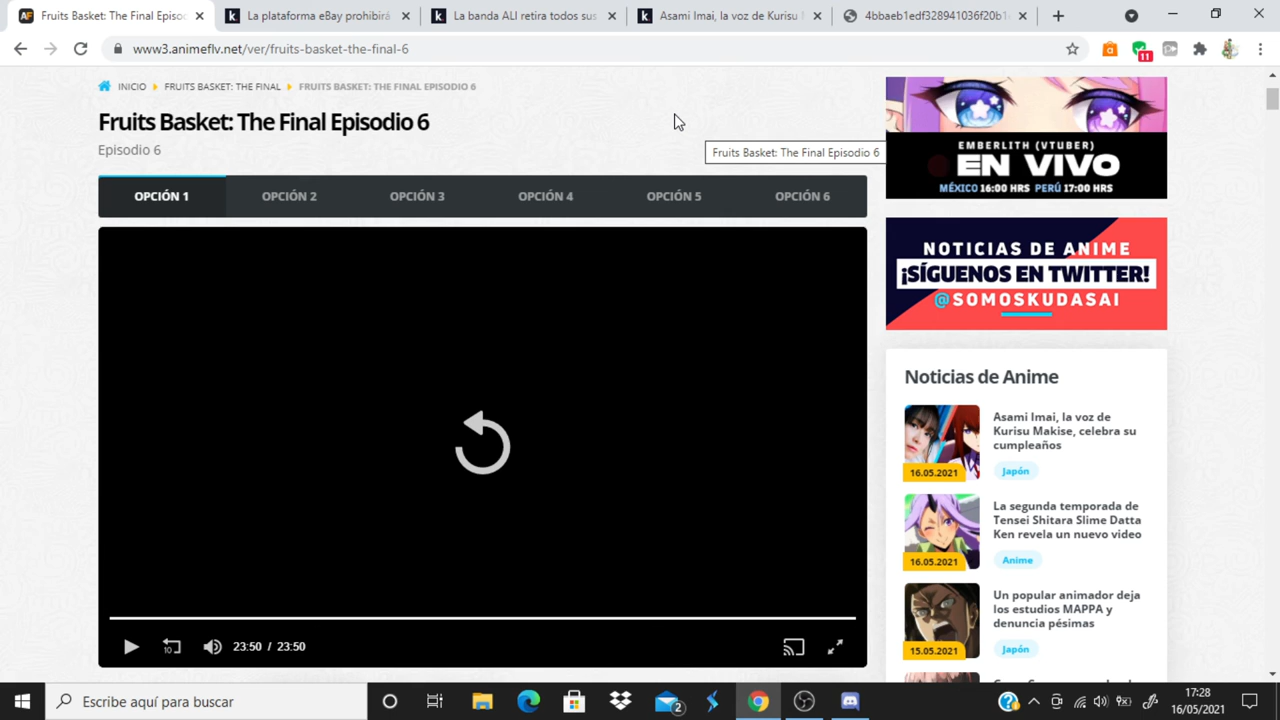 Fruits Basket: The Final Episod
La plataforma eBay prohibirá
La banda ALI retira todos sus
Asami Imai, la voz de Kurisu M
4bbaeb1edf328941036f20b1
www3.animeflv.net/ver/fruits-basket-the-final-6
11
INICIO
FRUITS BASKET: THE FINAL
FRUITS BASKET: THE FINAL EPISODIO 6
Fruits Basket: The Final Episodio 6
Episodio 6
Fruits Basket: The Final Episodio 6
OPCIÓN 1
OPCIÓN 2
OPCIÓN 3
OPCIÓN 4
OPCIÓN 5
OPCIÓN 6
10
23:50 / 23:50
EMBERLITH (VTUBER)
EN VIVO
MÉXICO 16:00 HRS PERÚ 17:00 HRS
NOTICIAS DE ANIME
¡SÍGUENOS EN TWITTER!
@SOMOSKUDASAI
Noticias de Anime
Asami Imai, la voz de
Kurisu Makise, celebra su
cumpleaños
16.05.2021
Japón
La segunda temporada de
Tensei Shitara Slime Datta
Ken revela un nuevo video
16.05.2021
Anime
Un popular animador deja
los estudios MAPPA y
denuncia pésimas
15.05.2021
Japón
Escribe aquí para buscar
2
17:28
16/05/2021